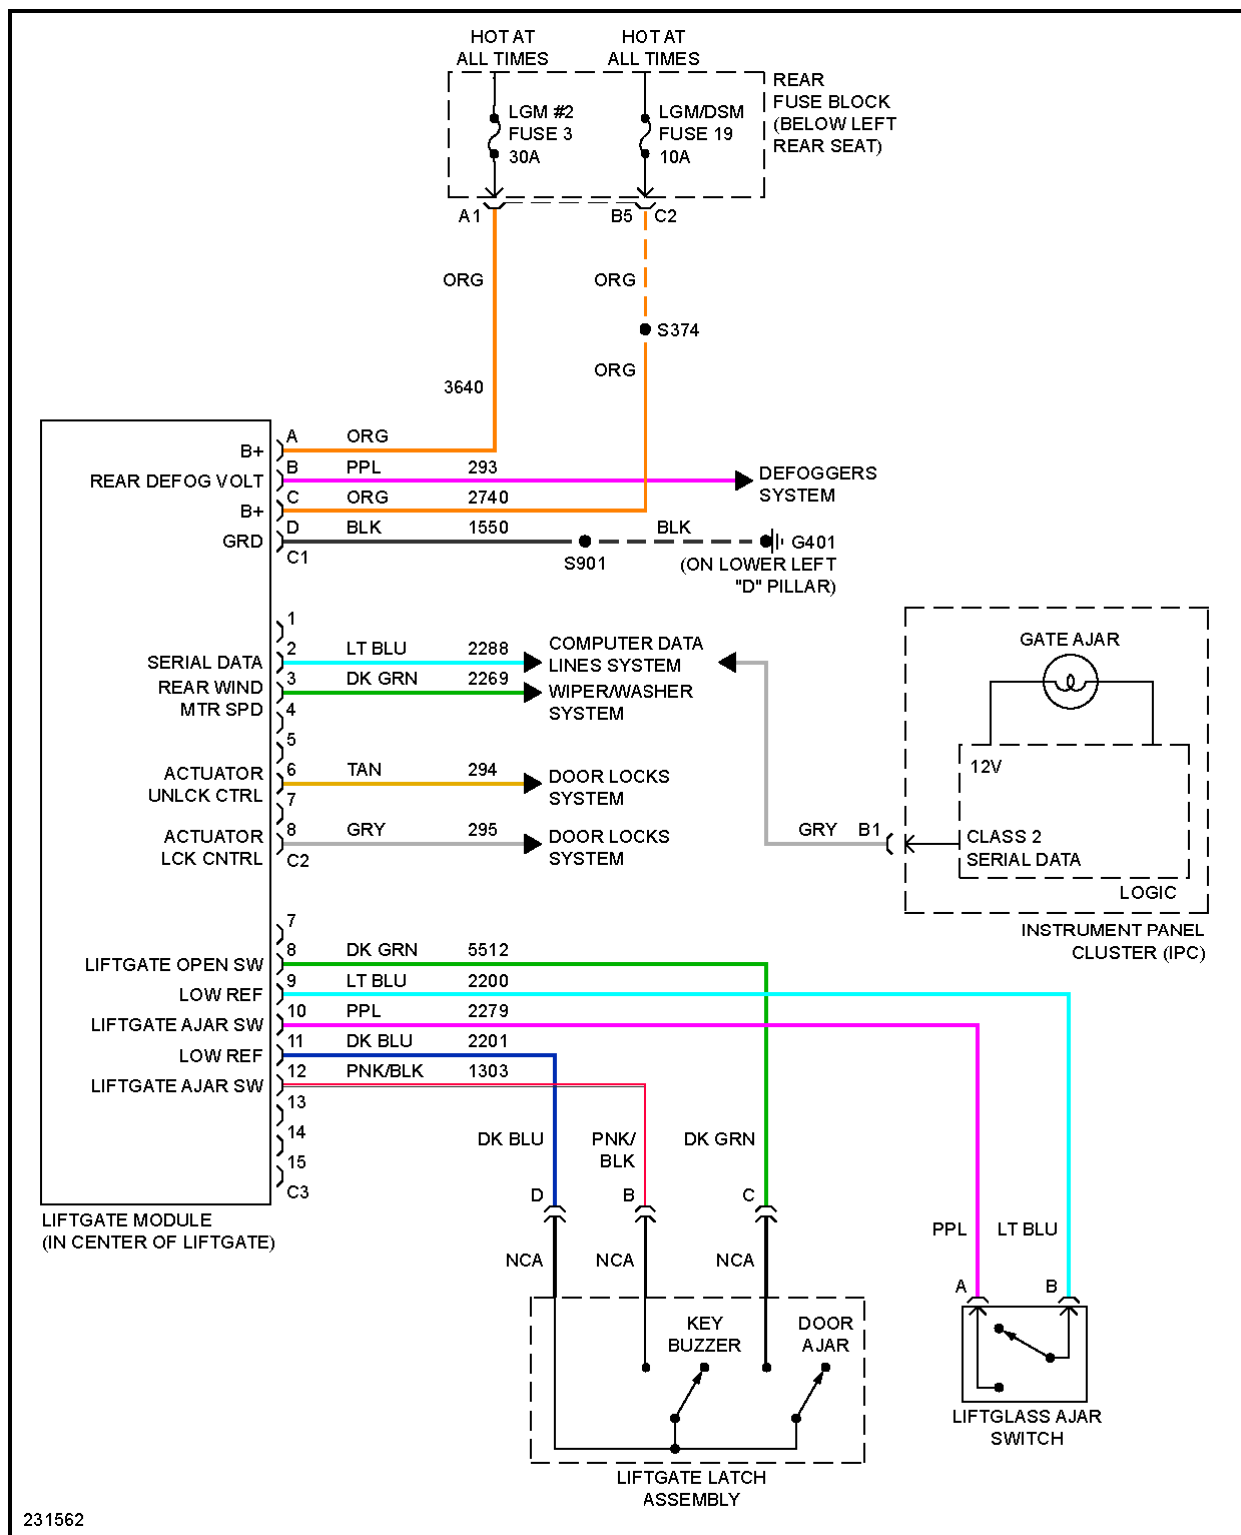 HOT AT
ALL TIMES
HOT AT
ALL TIMES
LGM #2
FUSE 3
30A
LGM/DSM
FUSE 19
10A
REAR
FUSE BLOCK
(BELOW LEFT
REAR SEAT)
A1
B5
C2
ORG
ORG
S374
ORG
3640
B+
A
ORG
REAR DEFOG VOLT
B
PPL
293
DEFOGGERS
SYSTEM
B+
C
ORG
2740
GRD
D
BLK
1550
C1
S901
BLK
G401
(ON LOWER LEFT
"D" PILLAR)
1
SERIAL DATA
2
LT BLU
2288
COMPUTER DATA
LINES SYSTEM
REAR WIND
MTR SPD
3
DK GRN
2269
WIPER/WASHER
SYSTEM
4
5
ACTUATOR
UNLCK CTRL
6
TAN
294
DOOR LOCKS
SYSTEM
7
ACTUATOR
LCK CNTRL
8
GRY
295
DOOR LOCKS
SYSTEM
C2
GATE AJAR
12V
GRY
B1
CLASS 2
SERIAL DATA
LOGIC
INSTRUMENT PANEL
CLUSTER (IPC)
7
LIFTGATE OPEN SW
8
DK GRN
5512
LOW REF
9
LT BLU
2200
LIFTGATE AJAR SW
10
PPL
2279
LOW REF
11
DK BLU
2201
LIFTGATE AJAR SW
12
PNK/BLK
1303
13
14
15
C3
LIFTGATE MODULE
(IN CENTER OF LIFTGATE)
DK BLU
PNK/
BLK
DK GRN
D
B
C
NCA
NCA
NCA
PPL
LT BLU
A
B
KEY
BUZZER
DOOR
AJAR
LIFTGATE LATCH
ASSEMBLY
LIFTGLASS AJAR
SWITCH
231562